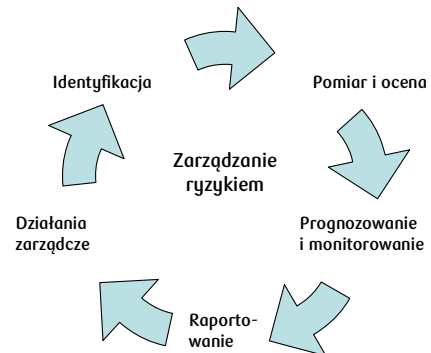 Identyfikacja
Pomiar i ocena
Zarządzanie
ryzykiem
Prognozowanie
i monitorowanie
Raporto-
wanie
Działania
zarządcze